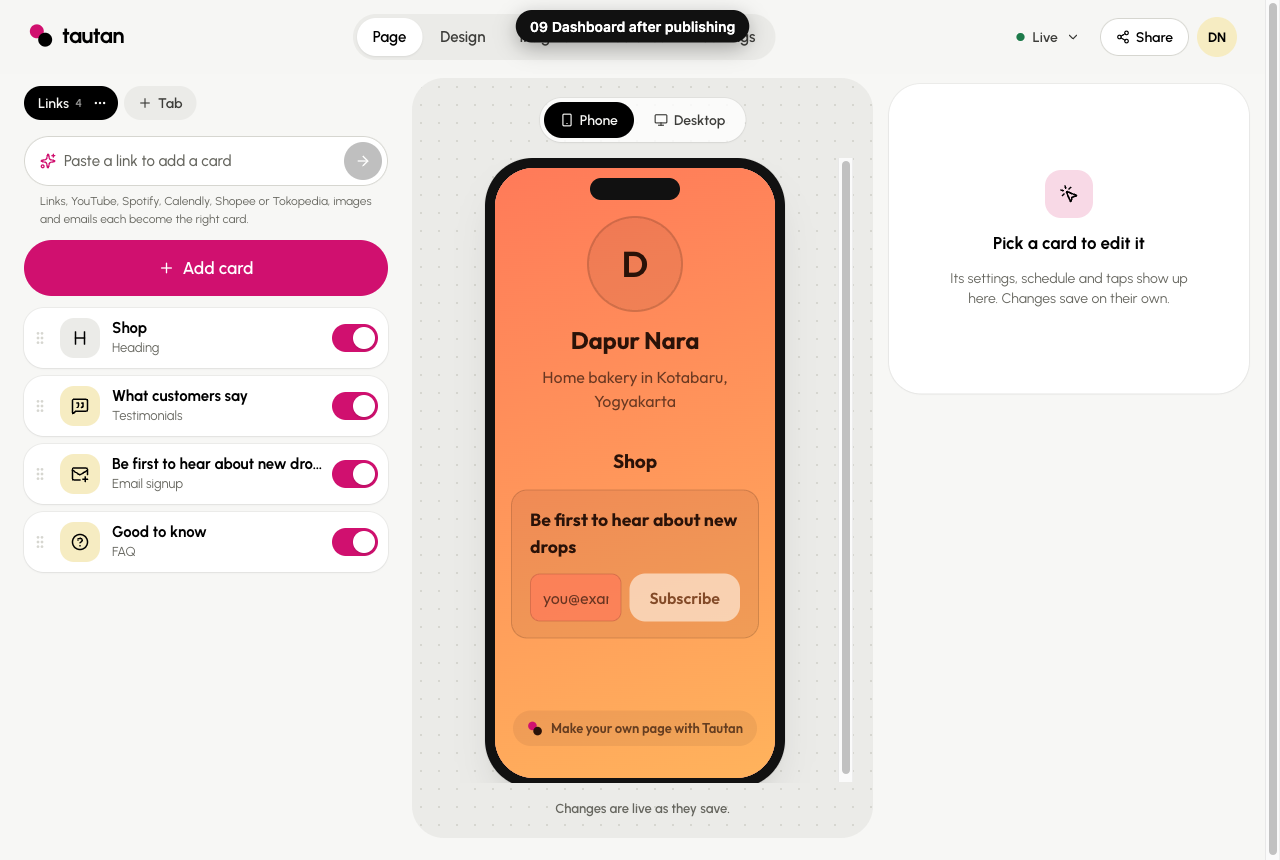 tautan
Page
Design
09 Dashboard after publishing
Live
Share
DN
Links 4
Tab
Paste a link to add a card
Links, YouTube, Spotify, Calendly, Shopee or Tokopedia, images
and emails each become the right card.
Add card
Shop
Heading
What customers say
Testimonials
Be first to hear about new dro...
Email signup
Good to know
FAQ
Phone
Desktop
D
Dapur Nara
Home bakery in Kotabaru,
Yogyakarta
Shop
Be first to hear about new
drops
you@exar
Subscribe
Make your own page with Tautan
Changes are live as they save.
Pick a card to edit it
Its settings, schedule and taps show up
here. Changes save on their own.